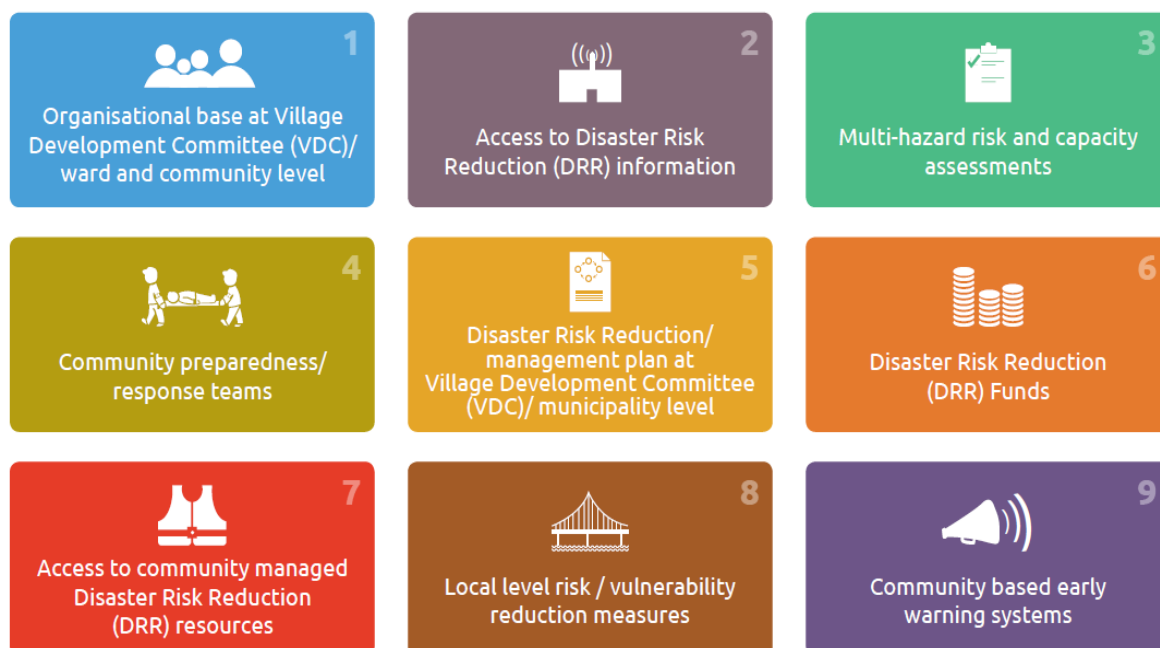 1
Organisational base at Village
Development Committee (VDC)/
ward and community level
2
Access to Disaster Risk
Reduction (DRR) information
3
Multi-hazard risk and capacity
assessments
4
Community preparedness/
response teams
5
Disaster Risk Reduction/
management plan at
Village Development Committee
(VDC)/ municipality level
6
Disaster Risk Reduction
(DRR) Funds
7
Access to community managed
Disaster Risk Reduction
(DRR) resources
8
Local level risk / vulnerability
reduction measures
9
Community based early
warning systems